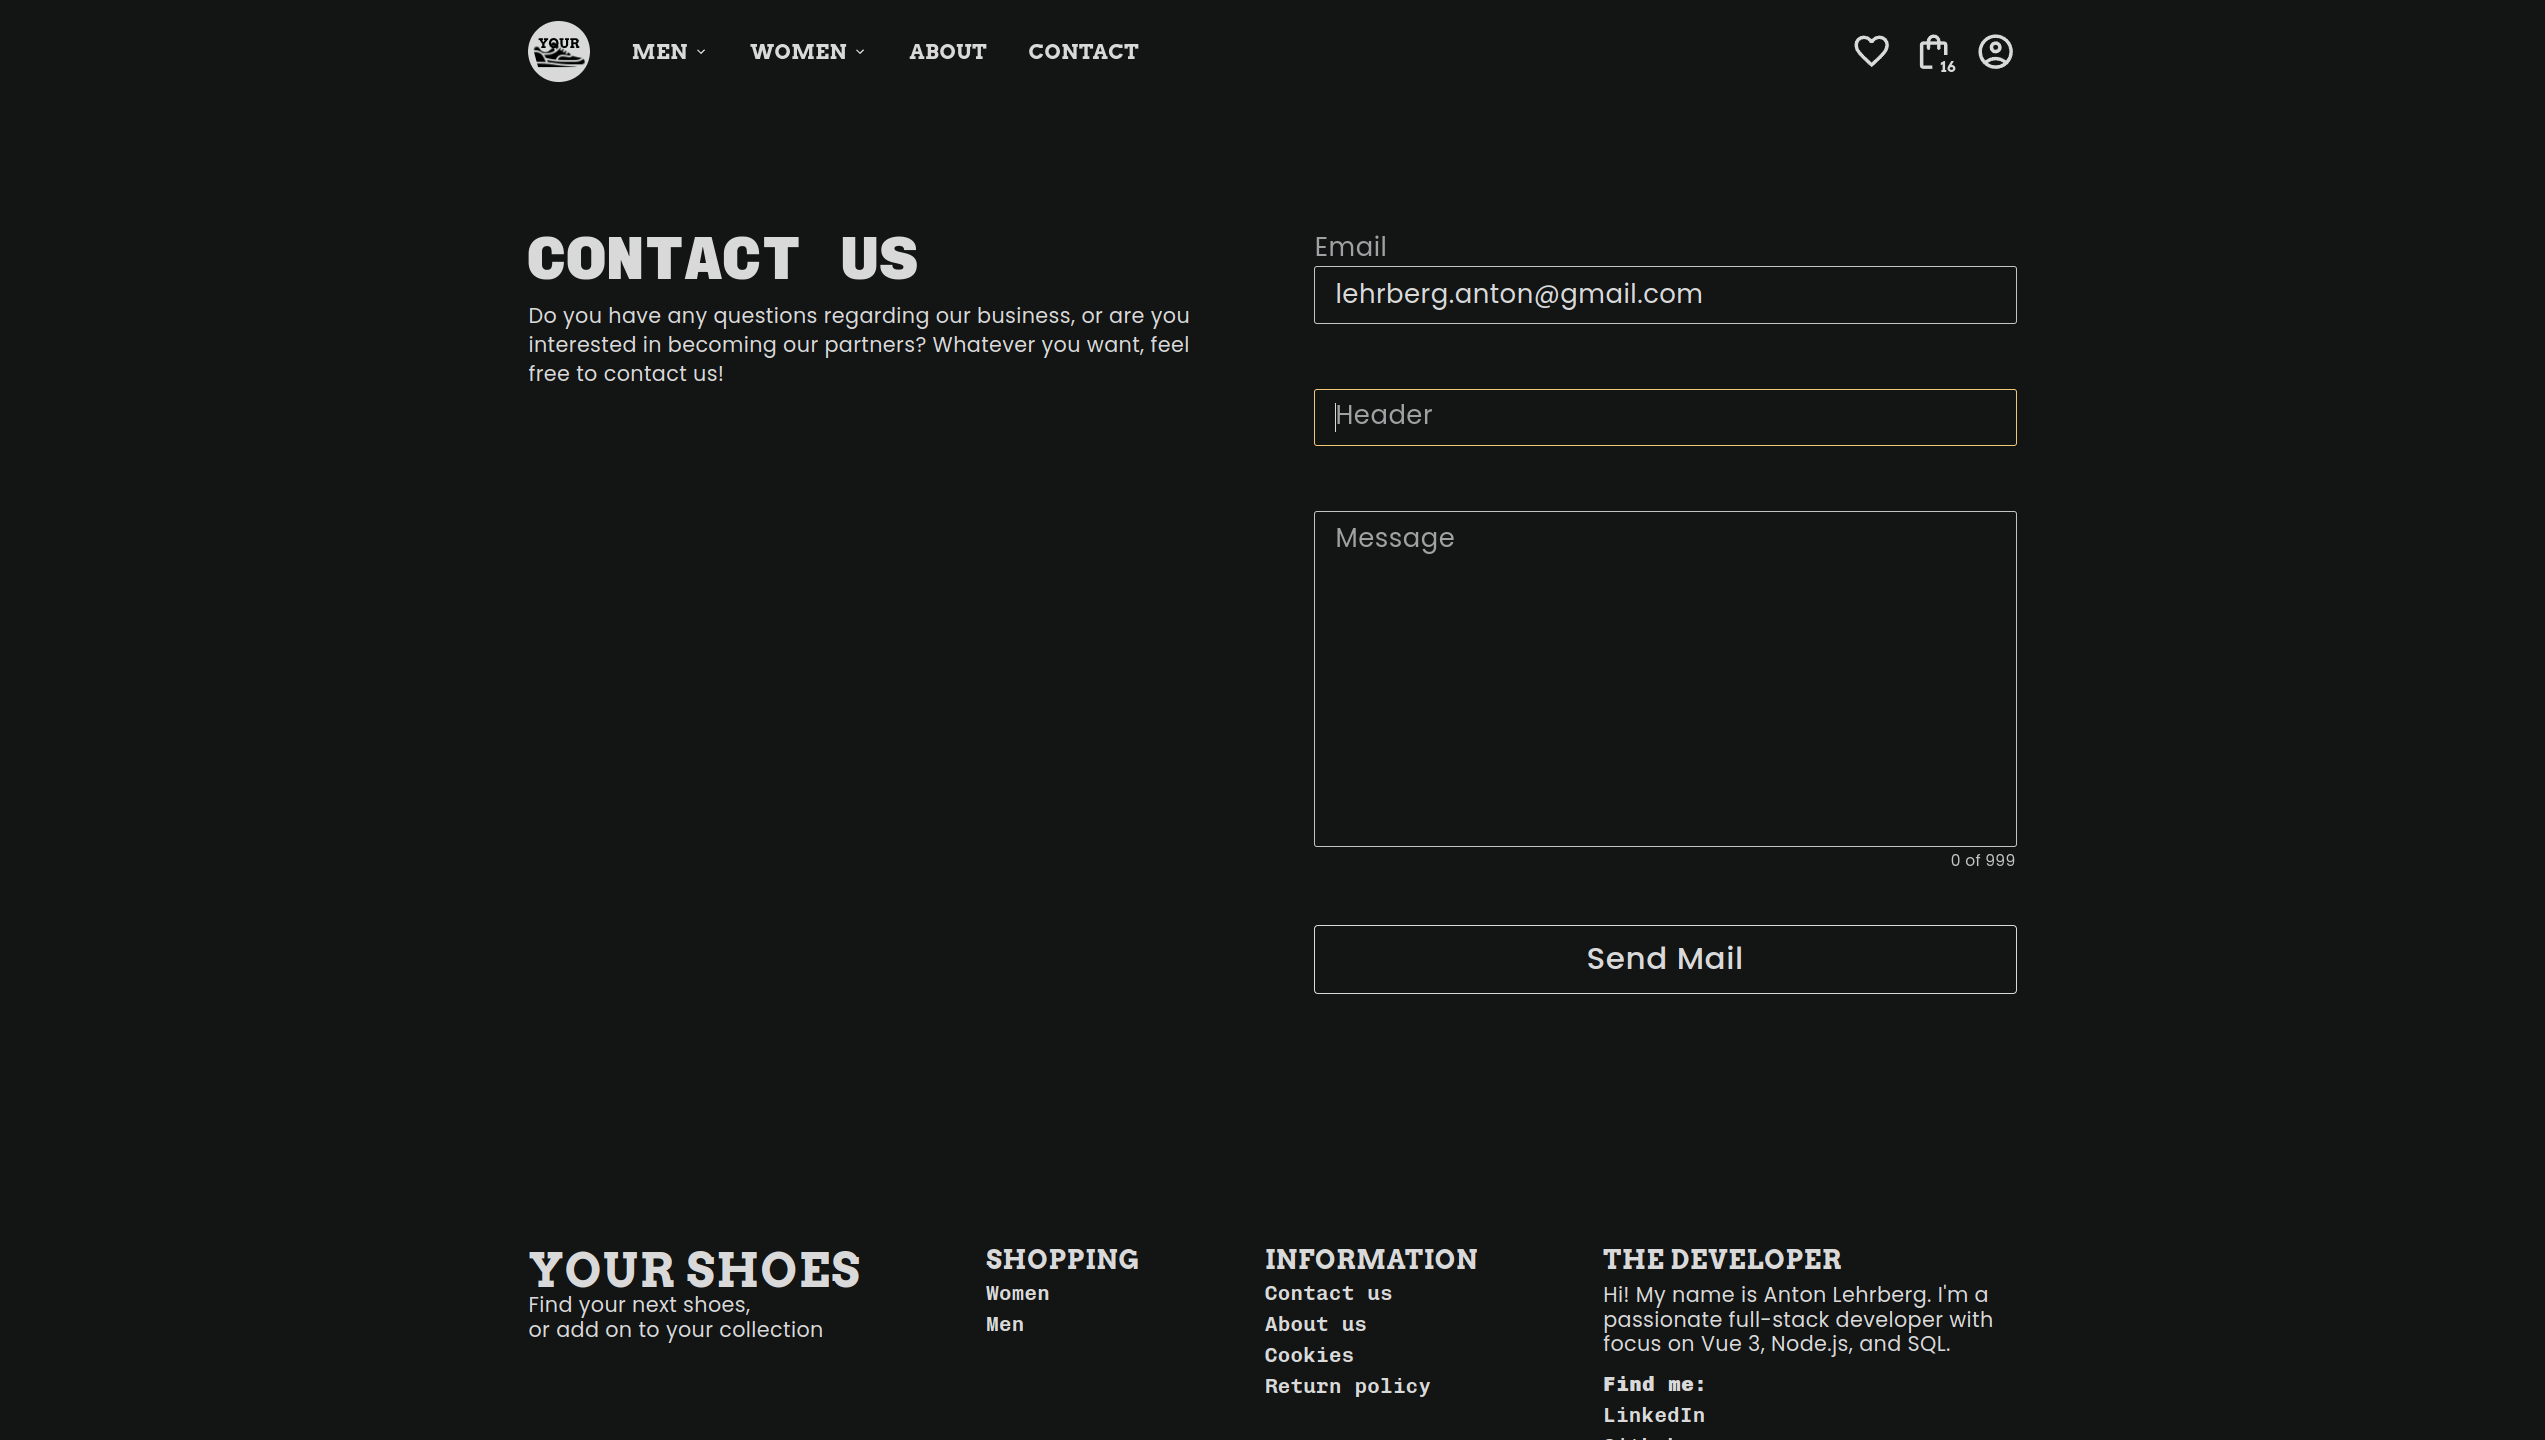 YOUR
MEN
WOMEN
ABOUT
CONTACT
16
CONTACT US
Do you have any questions regarding our business, or are you
interested in becoming our partners? Whatever you want, feel
free to contact us!
Email
lehrberg.anton@gmail.com
Header
Message
0 of 999
Send Mail
YOUR SHOES
Find your next shoes,
or add on to your collection
SHOPPING
Women
Men
INFORMATION
Contact us
About us
Cookies
Return policy
THE DEVELOPER
Hi! My name is Anton Lehrberg. I'm a
passionate full-stack developer with
focus on Vue 3, Node.js, and SQL.
Find me:
LinkedIn